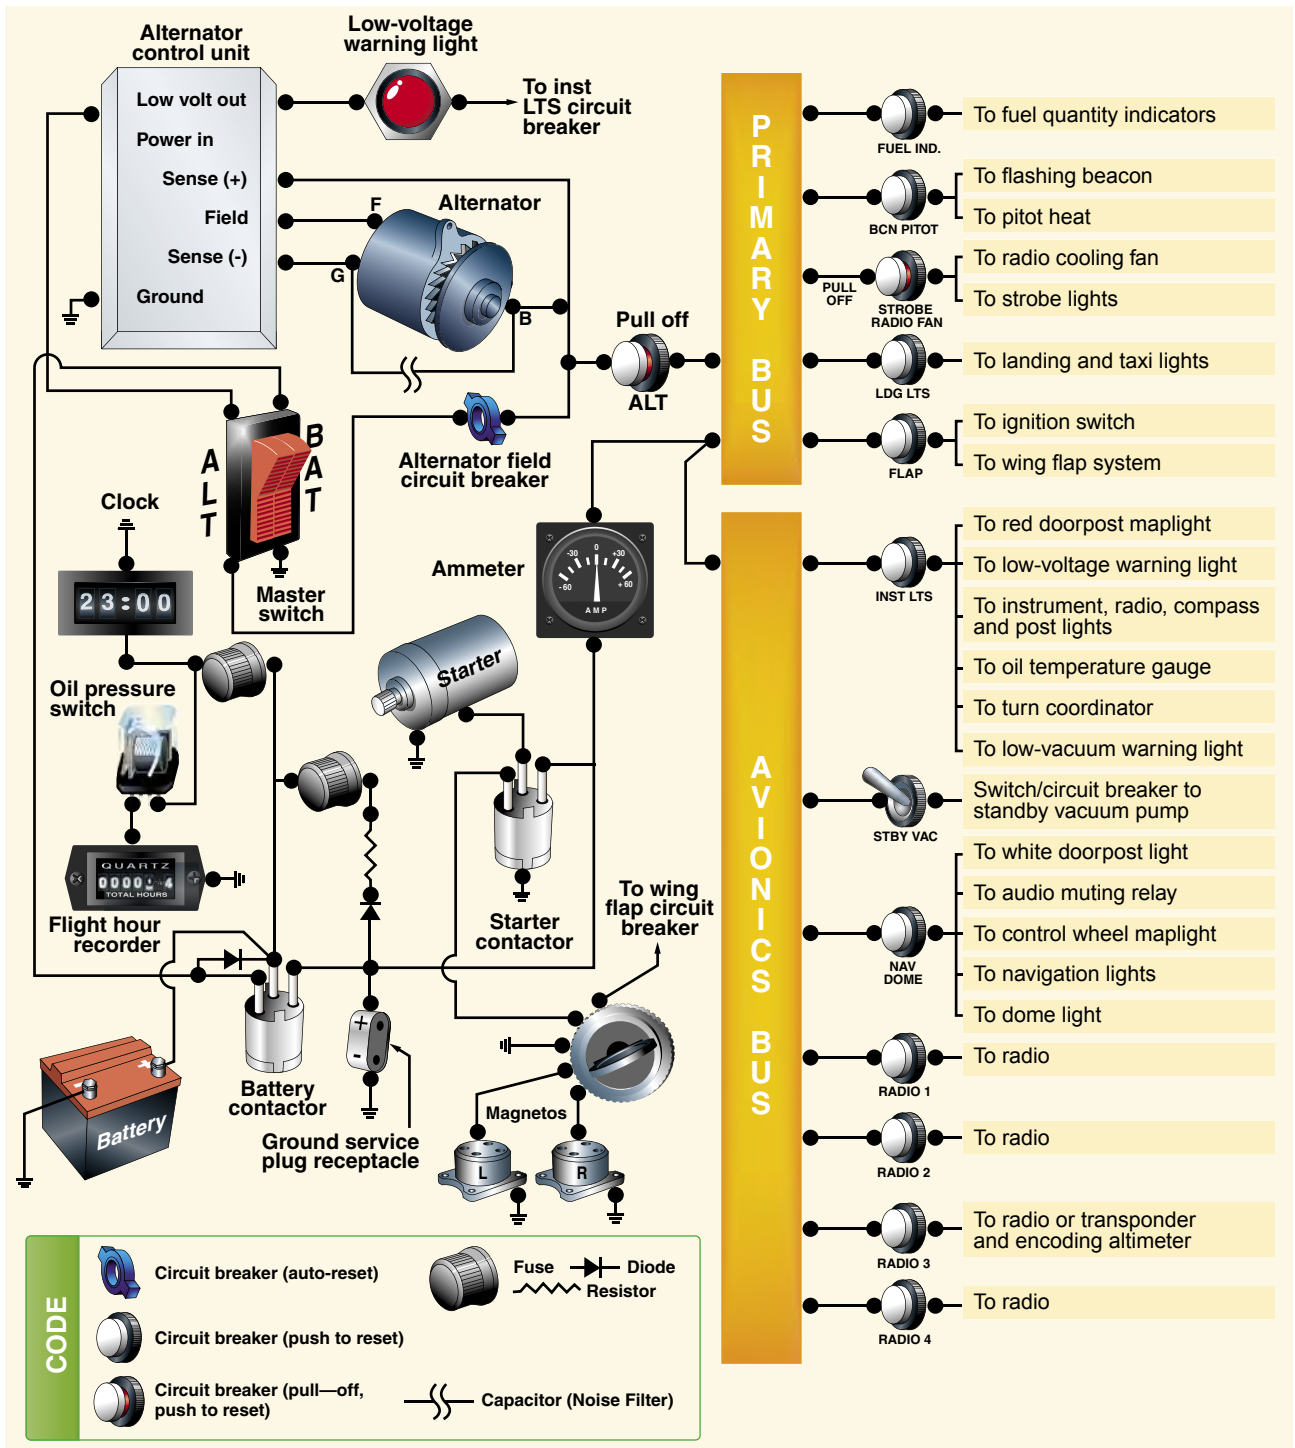 Alternator
control unit
Low-voltage
warning light
Low volt out
Power in
Sense (+)
Field
Sense (-)
Ground
To inst
LTS circuit
breaker
F
Alternator
G
B
Pull off
ALT
Alternator field
circuit breaker
ALT
BAT
Master
switch
Clock
23:00
Oil pressure
switch
QUARTZ
TOTAL HOURS
Flight hour
recorder
Ammeter
-30
0
+30
-60
+60
AMP
Starter
Starter
contactor
To wing
flap circuit
breaker
+
-
Battery
- +
Battery
contactor
Ground service
plug receptacle
Magnetos
L
R
PRIMARY BUS
FUEL IND.
To fuel quantity indicators
BCN PITOT
To flashing beacon
To pitot heat
PULL
OFF
STROBE
RADIO FAN
To radio cooling fan
To strobe lights
LDG LTS
To landing and taxi lights
FLAP
To ignition switch
To wing flap system
AVIONICS BUS
INST LTS
To red doorpost maplight
To low-voltage warning light
To instrument, radio, compass
and post lights
To oil temperature gauge
To turn coordinator
To low-vacuum warning light
STBY VAC
Switch/circuit breaker to
standby vacuum pump
NAV
DOME
To white doorpost light
To audio muting relay
To control wheel maplight
To navigation lights
To dome light
RADIO 1
To radio
RADIO 2
To radio
RADIO 3
To radio or transponder
and encoding altimeter
RADIO 4
To radio
CODE
Circuit breaker (auto-reset)
Circuit breaker (push to reset)
Circuit breaker (pull—off,
push to reset)
Fuse
Diode
Resistor
Capacitor (Noise Filter)